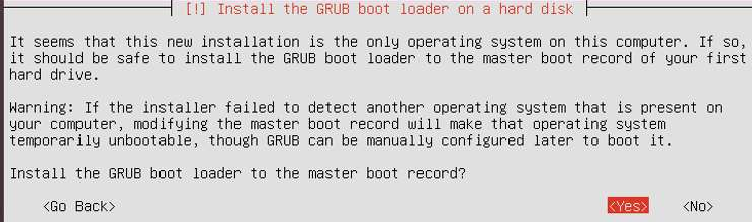 [!] Install the GRUB boot loader on a hard disk
It seems that this new installation is the only operating system on this computer. If so,
it should be safe to install the GRUB boot loader to the master boot record of your first
hard drive.
Warning: If the installer failed to detect another operating system that is present on
your computer, modifying the master boot record will make that operating system
temporarily unbootable, though GRUB can be manually configured later to boot it.
Install the GRUB boot loader to the master boot record?
<Go Back> <Yes> <No>